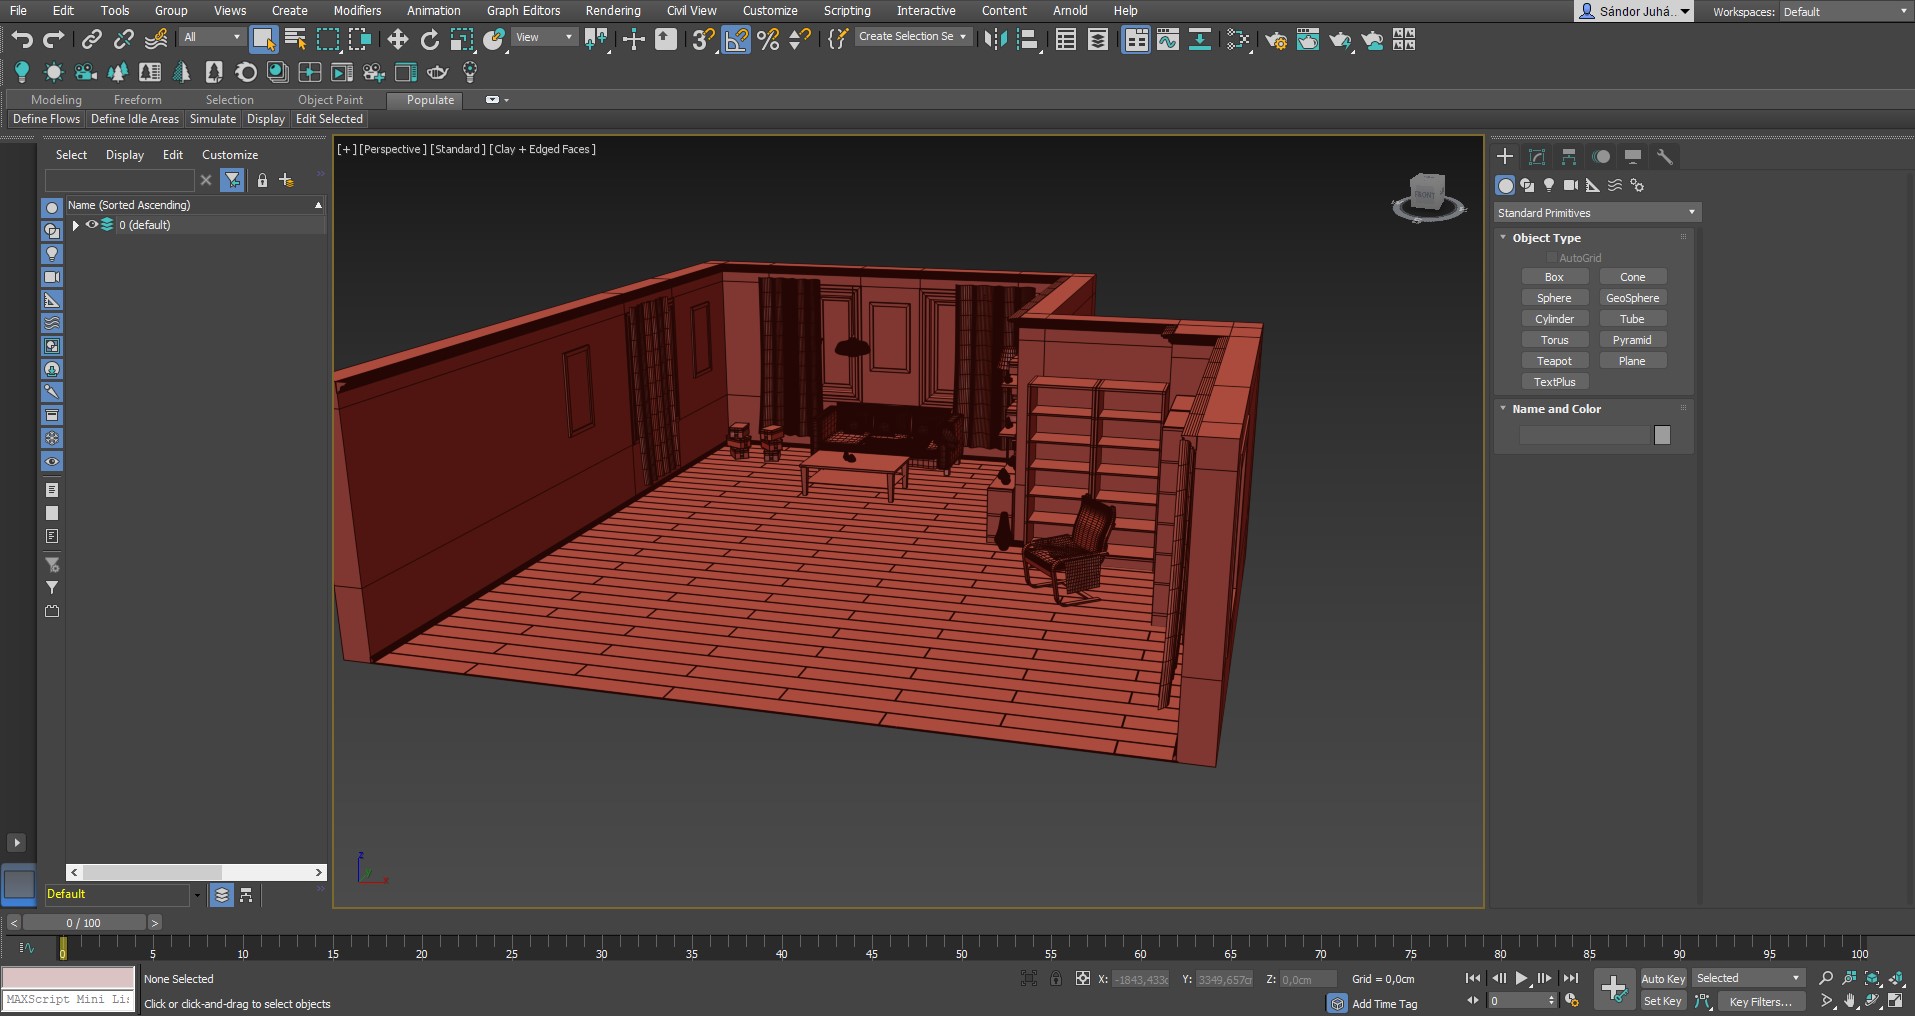 File Edit Tools Group Views Create Modifiers Animation Graph Editors Rendering Civil View Customize Scripting Interactive Content Arnold Help
Sándor Juhá.. Workspaces: Default
All View Create Selection Se
Modeling Freeform Selection Object Paint Populate
Define Flows Define Idle Areas Simulate Display Edit Selected
Select Display Edit Customize
Name (Sorted Ascending)
0 (default)
[+] [Perspective] [Standard] [Clay + Edged Faces]
FRONT
Standard Primitives
Object Type
AutoGrid
Box Cone
Sphere GeoSphere
Cylinder Tube
Torus Pyramid
Teapot Plane
TextPlus
Name and Color
z
y
x
Default
< 0 / 100 >
0 5 10 15 20 25 30 35 40 45 50 55 60 65 70 75 80 85 90 95 100
None Selected
X: -1843,433c Y: 3349,657c Z: 0,0cm Grid = 0,0cm
Auto Key Selected
MAXScript Mini Lis
Click or click-and-drag to select objects
Add Time Tag
0
Set Key Key Filters...